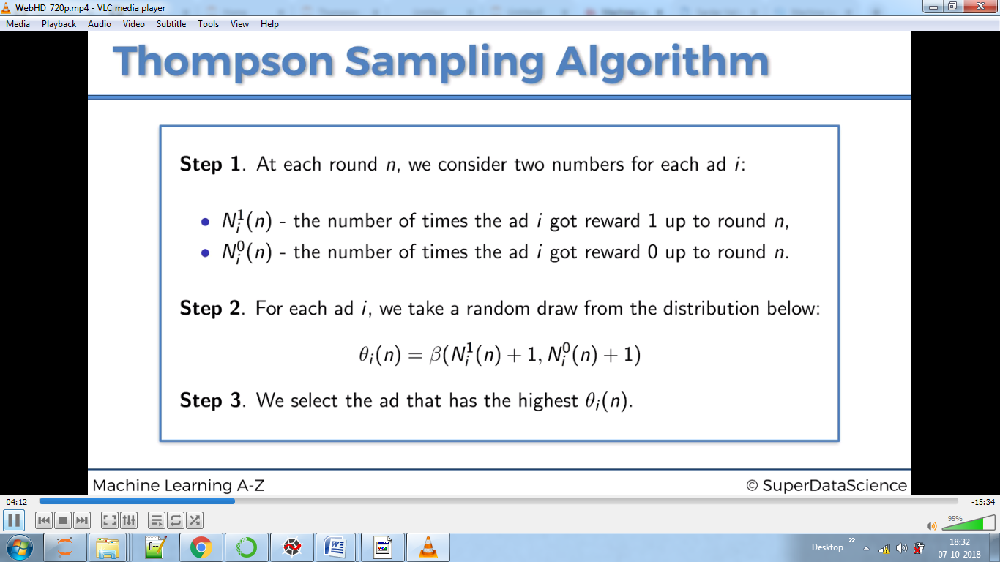 WebHD_720p.mp4 - VLC media player
Media Playback Audio Video Subtitle Tools View Help
Thompson Sampling Algorithm
Step 1. At each round n, we consider two numbers for each ad i:
• N_i^1(n) - the number of times the ad i got reward 1 up to round n,
• N_i^0(n) - the number of times the ad i got reward 0 up to round n.
Step 2. For each ad i, we take a random draw from the distribution below:
θ_i(n) = β(N_i^1(n) + 1, N_i^0(n) + 1)
Step 3. We select the ad that has the highest θ_i(n).
Machine Learning A-Z © SuperDataScience
04:12 -15:34
95%
Desktop » 18:32
07-10-2018